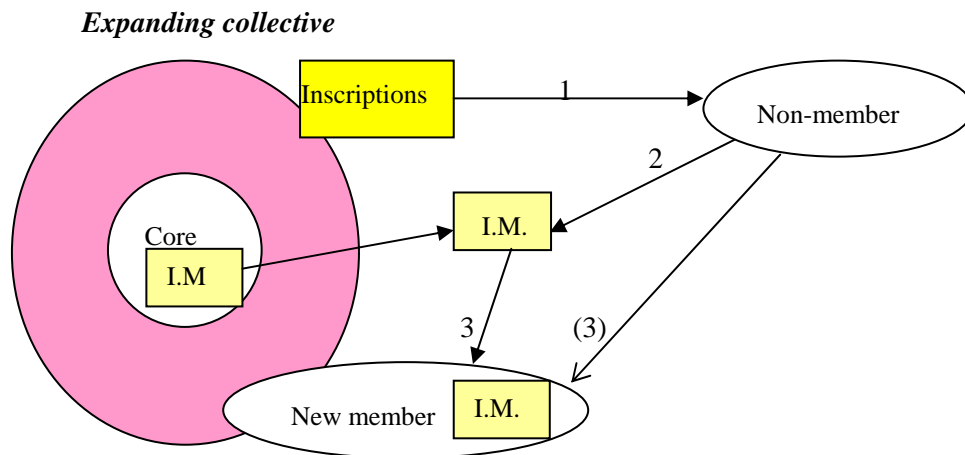 Expanding collective
Inscriptions
1
Non-member
2
I.M.
Core
I.M
3
(3)
New member
I.M.